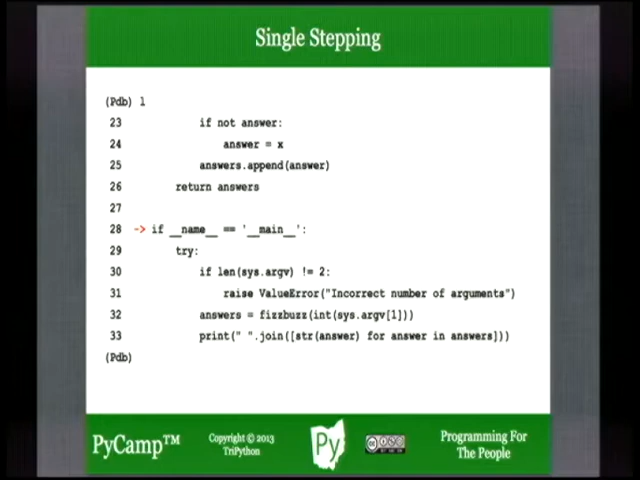 Single Stepping
(Pdb) l
23 if not answer:
24 answer = x
25 answers.append(answer)
26 return answers
27
28 -> if __name__ == '__main__':
29 try:
30 if len(sys.argv) != 2:
31 raise ValueError("Incorrect number of arguments")
32 answers = fizzbuzz(int(sys.argv[1]))
33 print(" ".join([str(answer) for answer in answers]))
(Pdb)
PyCamp™
Copyright © 2013
TriPython
Py
Programming For
The People